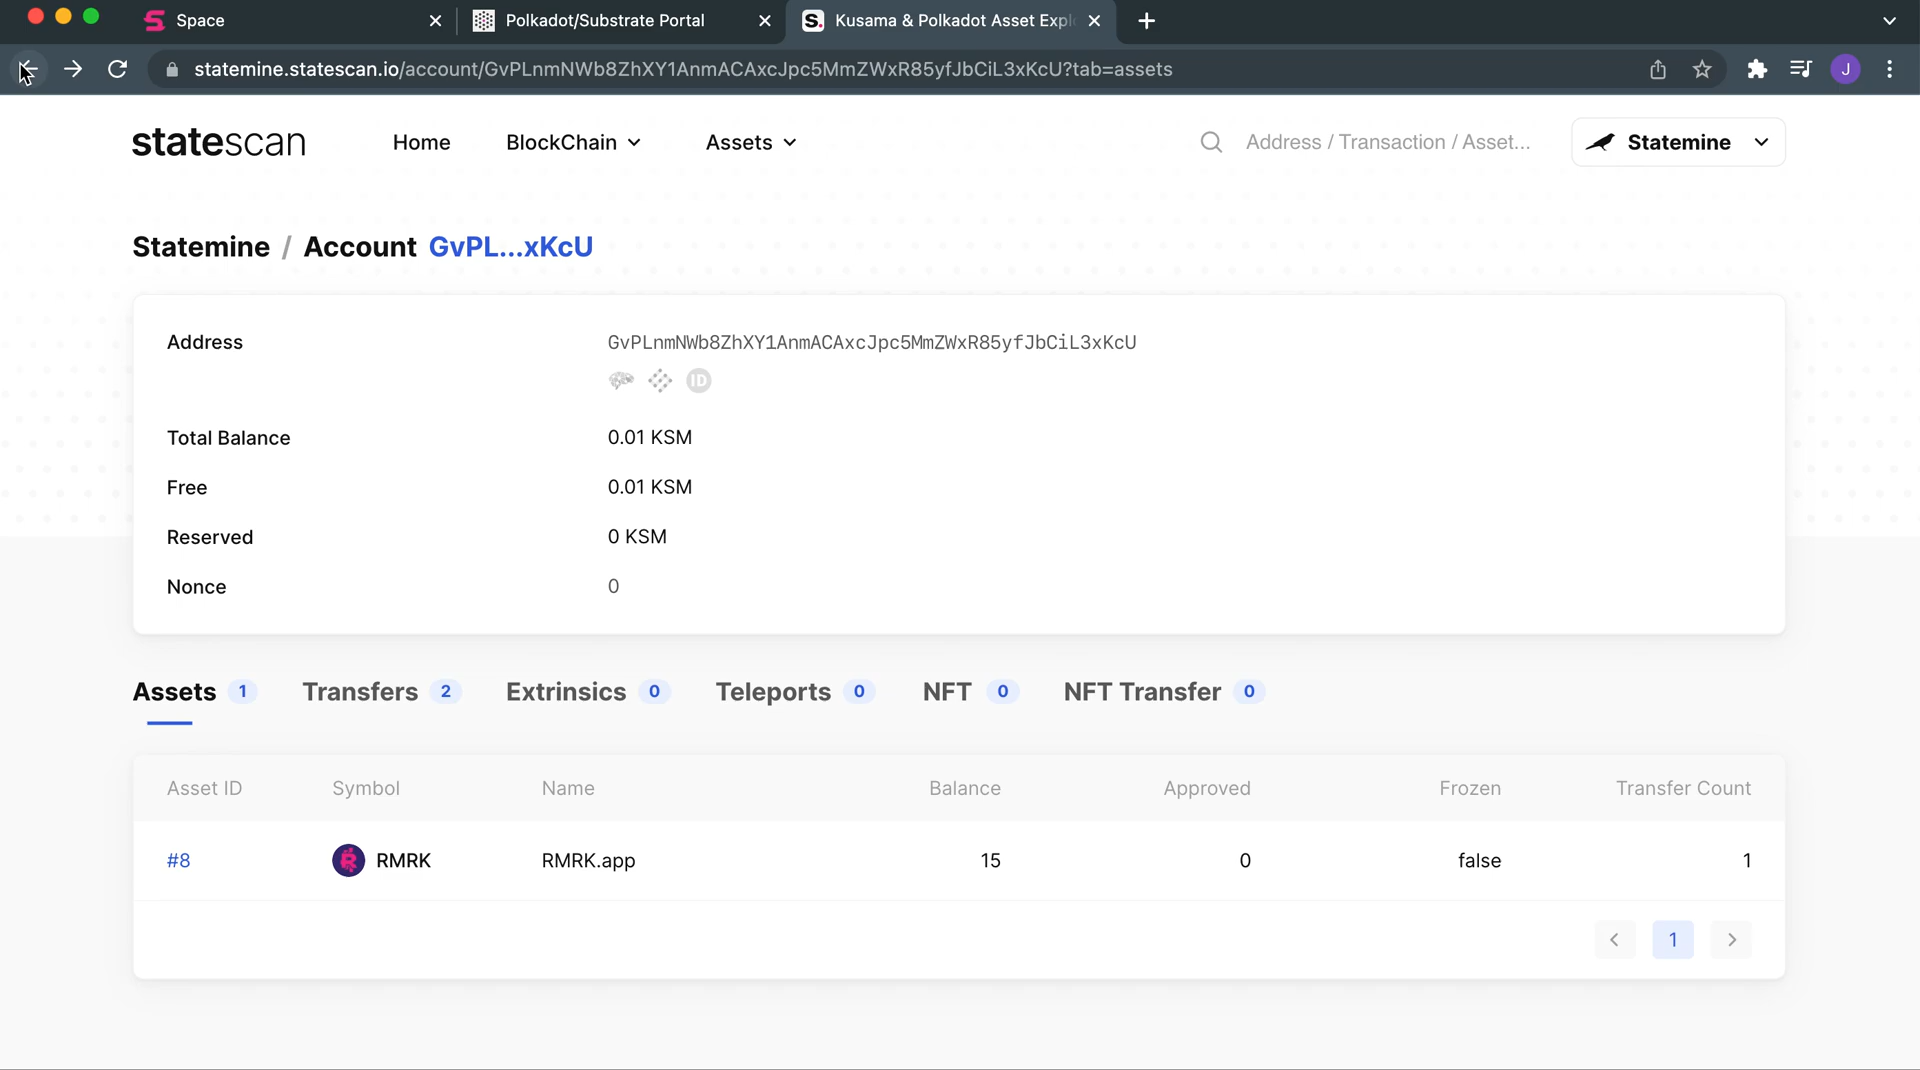 Space
Polkadot/Substrate Portal
Kusama & Polkadot Asset Expl
statemine.statescan.io/account/GvPLnmNWb8ZhXY1AnmACAxcJpc5MmZWxR85yfJbCiL3xKcU?tab=assets
J
statescan
Home
BlockChain
Assets
Address / Transaction / Asset...
Statemine
Statemine / Account GvPL...xKcU
Address
GvPLnmNWb8ZhXY1AnmACAxcJpc5MmZWxR85yfJbCiL3xKcU
ID
Total Balance
0.01 KSM
Free
0.01 KSM
Reserved
0 KSM
Nonce
0
Assets 1
Transfers 2
Extrinsics 0
Teleports 0
NFT 0
NFT Transfer 0
Asset ID
Symbol
Name
Balance
Approved
Frozen
Transfer Count
#8
RMRK
RMRK.app
15
0
false
1
1